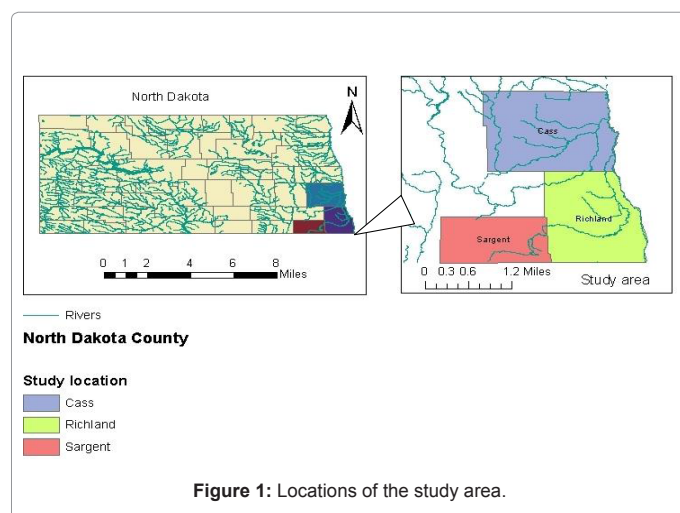 North Dakota
N
0 1 2 4 6 8
Miles
Cass
Richland
Sargent
0 0.3 0.6 1.2 Miles
Study area
Rivers
North Dakota County
Study location
Cass
Richland
Sargent
Figure 1: Locations of the study area.